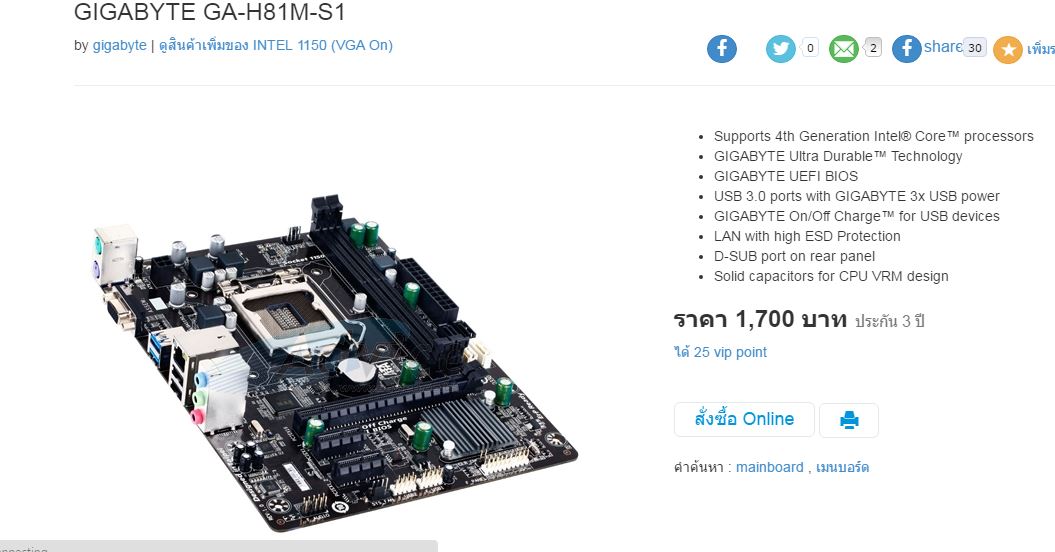 GIGABYTE GA-H81M-S1
by gigabyte | ดูสินค้าเพิ่มของ INTEL 1150 (VGA On)
0
2
share 30
เพิ่มร
Supports 4th Generation Intel® Core™ processors
GIGABYTE Ultra Durable™ Technology
GIGABYTE UEFI BIOS
USB 3.0 ports with GIGABYTE 3x USB power
GIGABYTE On/Off Charge™ for USB devices
LAN with high ESD Protection
D-SUB port on rear panel
Solid capacitors for CPU VRM design
ราคา 1,700 บาท ประกัน 3 ปี
ได้ 25 vip point
สั่งซื้อ Online
คำค้นหา : mainboard , เมนบอร์ด
Socket 1150
Off Charge
BIOS